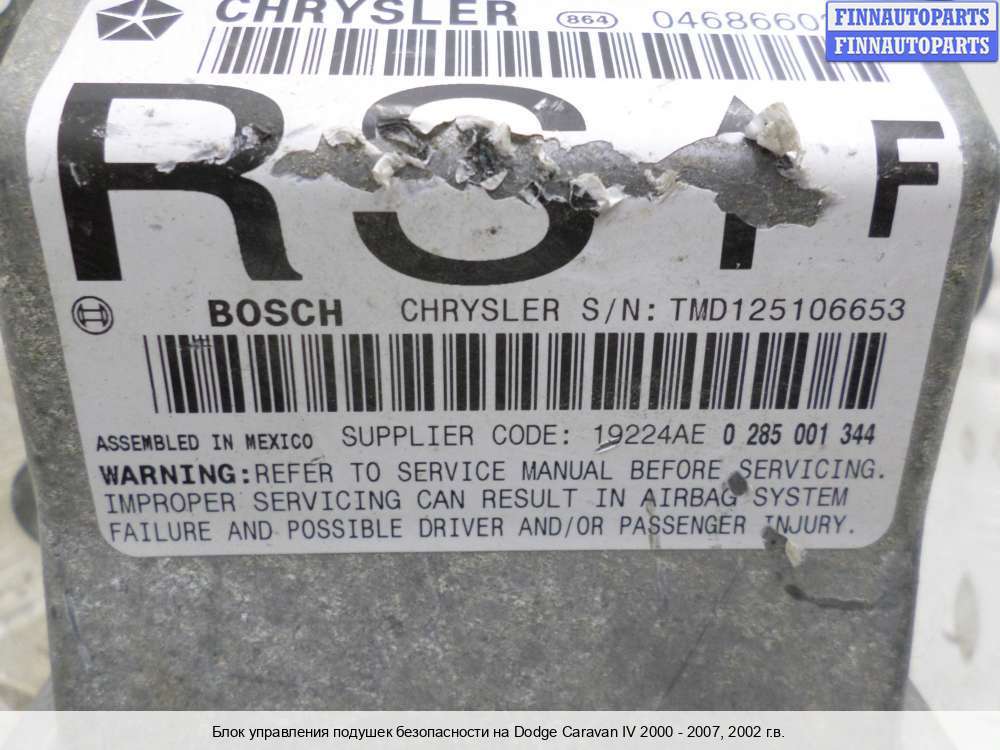 CHRYSLER 864
FINNAUTOPARTS
FINNAUTOPARTS
F
BOSCH CHRYSLER S/N: TMD125106653
ASSEMBLED IN MEXICO SUPPLIER CODE: 19224AE 0 285 001 344
WARNING: REFER TO SERVICE MANUAL BEFORE SERVICING.
IMPROPER SERVICING CAN RESULT IN AIRBAG SYSTEM
FAILURE AND POSSIBLE DRIVER AND/OR PASSENGER INJURY.
Блок управления подушек безопасности на Dodge Caravan IV 2000 - 2007, 2002 г.в.